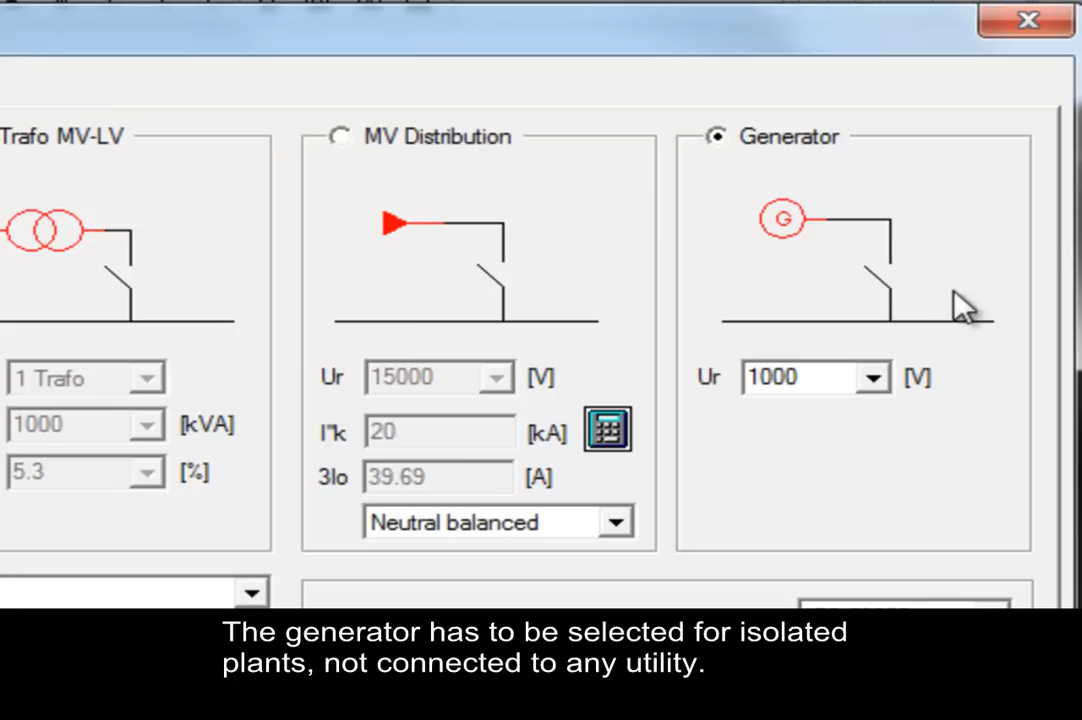 Trafo MV-LV
MV Distribution
Generator
G
1 Trafo
1000 [kVA]
5.3 [%]
Ur 15000 [V]
I"k 20 [kA]
3Io 39.69 [A]
Neutral balanced
Ur 1000 [V]
The generator has to be selected for isolated
plants, not connected to any utility.